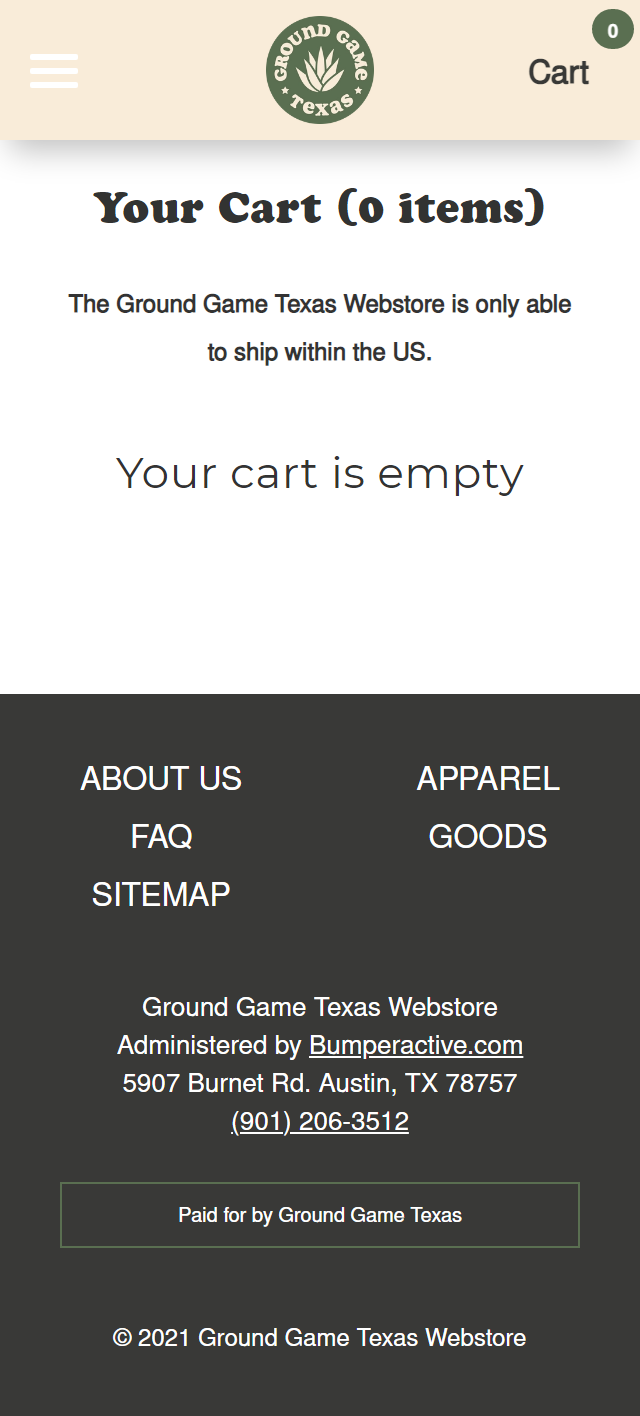 GROUND GAME
Texas
0
Cart
Your Cart (0 items)
The Ground Game Texas Webstore is only able
to ship within the US.
Your cart is empty
ABOUT US
APPAREL
FAQ
GOODS
SITEMAP
Ground Game Texas Webstore
Administered by Bumperactive.com
5907 Burnet Rd. Austin, TX 78757
(901) 206-3512
Paid for by Ground Game Texas
© 2021 Ground Game Texas Webstore